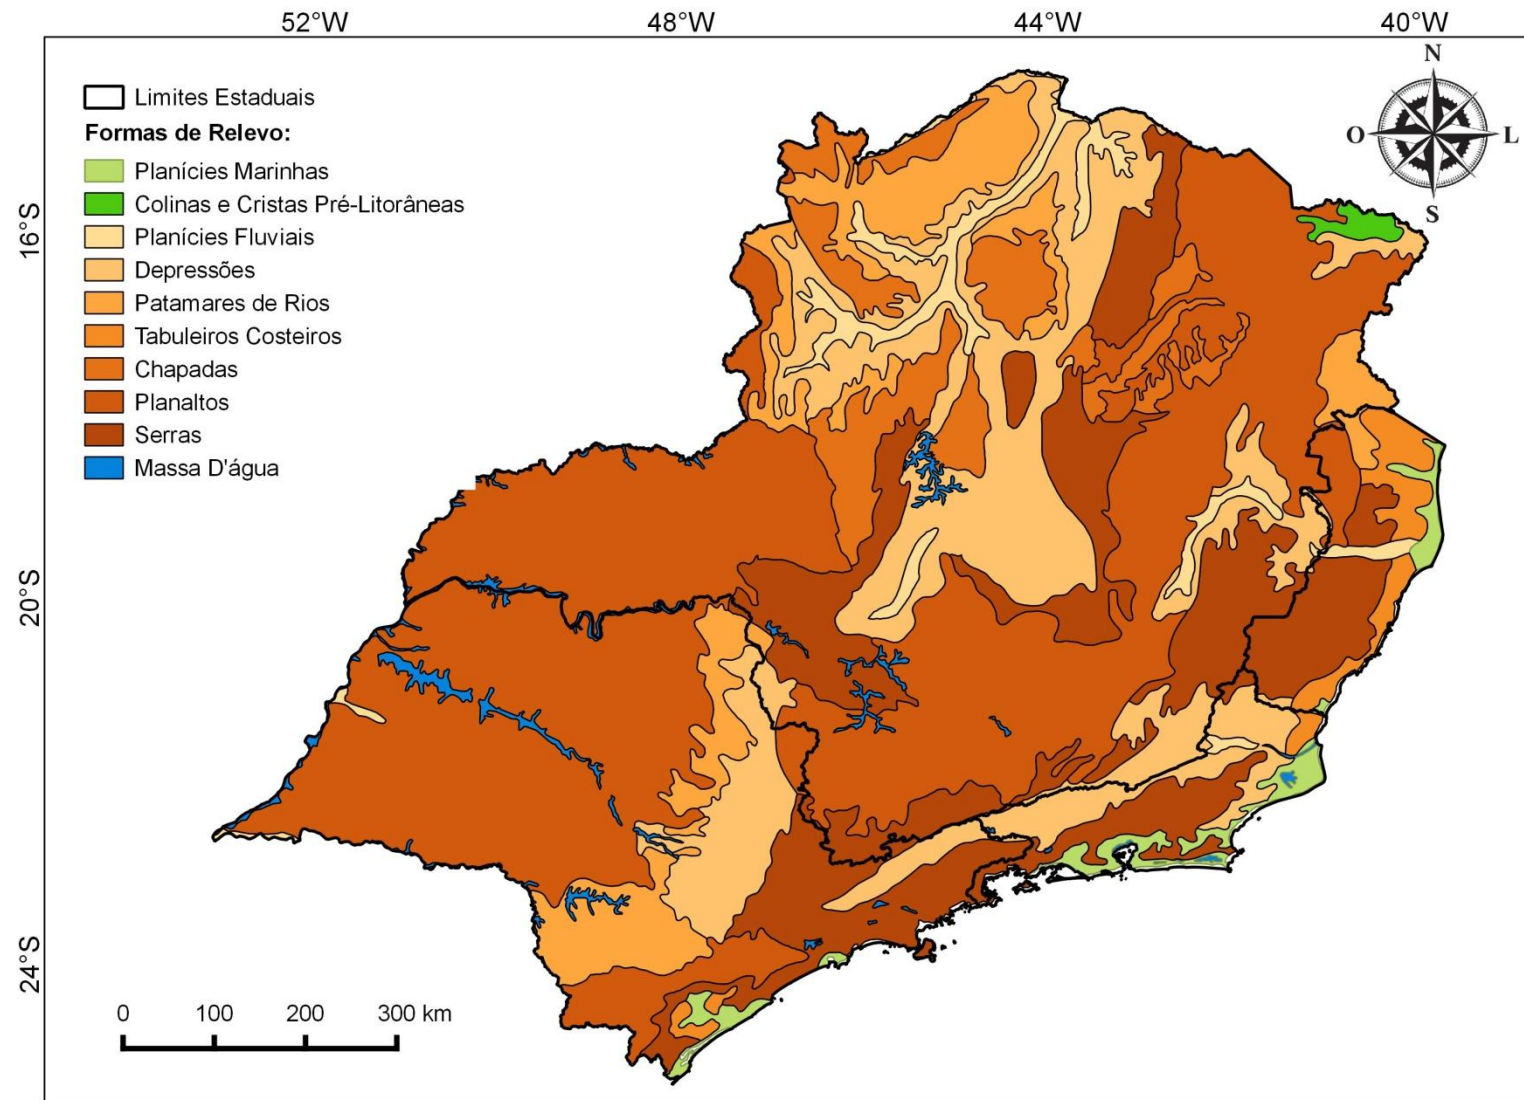 52°W 48°W 44°W 40°W
N
O L
S
Limites Estaduais
Formas de Relevo:
Planícies Marinhas
Colinas e Cristas Pré-Litorâneas
Planícies Fluviais
Depressões
Patamares de Rios
Tabuleiros Costeiros
Chapadas
Planaltos
Serras
Massa D'água
16°S
20°S
24°S
0 100 200 300 km